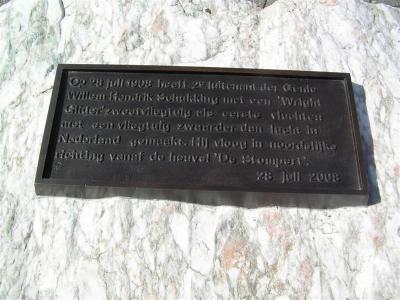 Op 28 juli 1908 heeft 2e luitenant der Genie
Willem Hendrik Schukking met een 'Wright
Glider' zweefvliegtuig als eerste vluchten
met een vliegtuig zwaarder dan lucht in
Nederland gemaakt. Hij vloog in noordelijke
richting vanaf de heuvel "De Stompert".
28 juli 2008